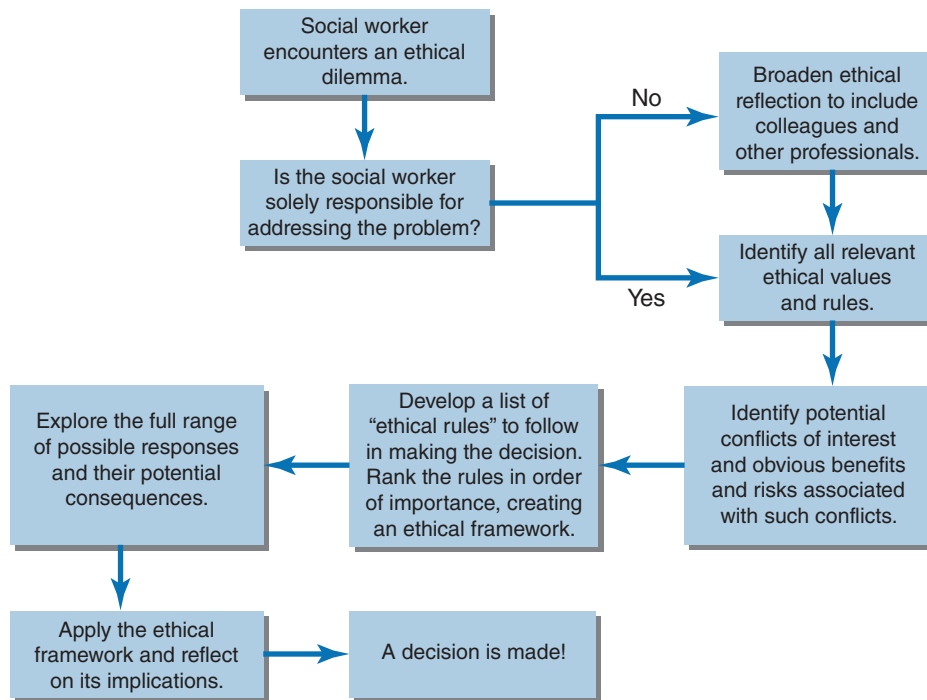 Social worker
encounters an ethical
dilemma.
Is the social worker
solely responsible for
addressing the problem?
No
Yes
Broaden ethical
reflection to include
colleagues and
other professionals.
Identify all relevant
ethical values
and rules.
Identify potential
conflicts of interest
and obvious benefits
and risks associated
with such conflicts.
Develop a list of
“ethical rules” to follow
in making the decision.
Rank the rules in order
of importance, creating
an ethical framework.
Explore the full range
of possible responses
and their potential
consequences.
Apply the ethical
framework and reflect
on its implications.
A decision is made!